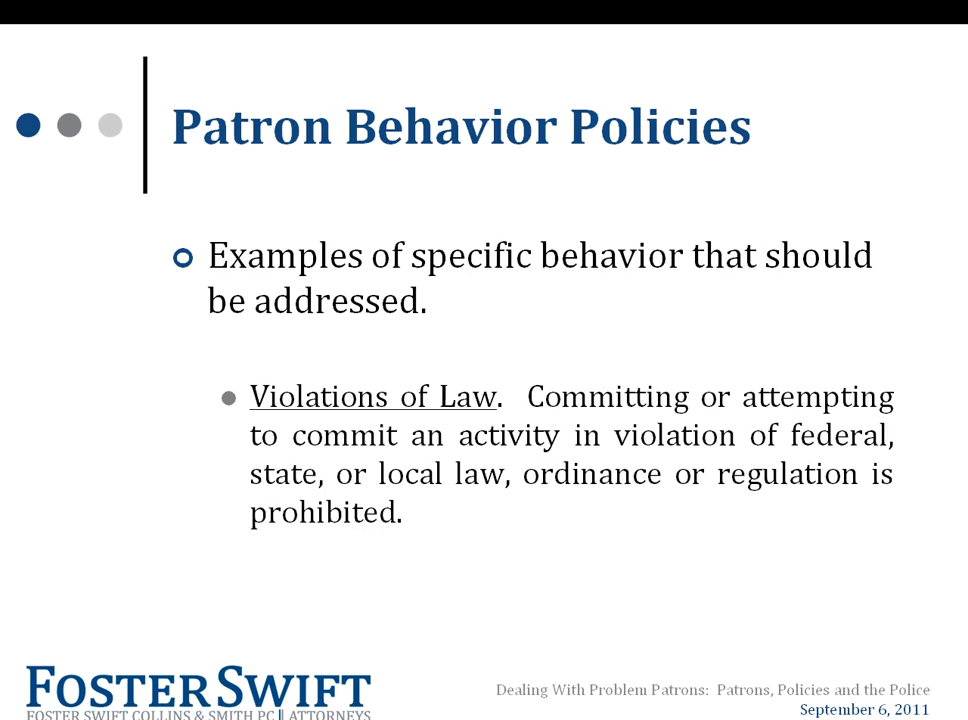 Patron Behavior Policies
Examples of specific behavior that should
be addressed.
Violations of Law. Committing or attempting
to commit an activity in violation of federal,
state, or local law, ordinance or regulation is
prohibited.
FOSTER SWIFT
FOSTER SWIFT COLLINS & SMITH PC || ATTORNEYS
Dealing With Problem Patrons: Patrons, Policies and the Police
September 6, 2011